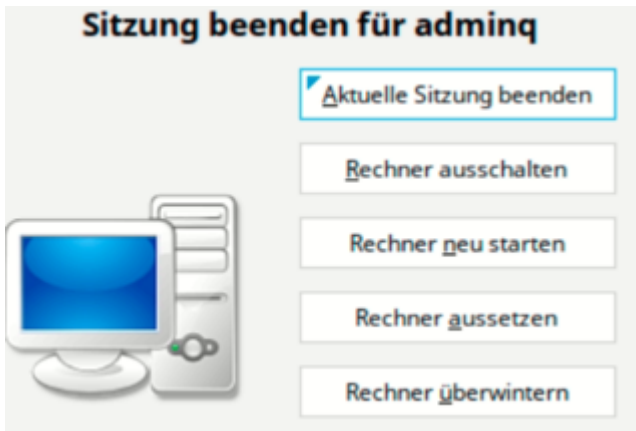 Sitzung beenden für adminq
Aktuelle Sitzung beenden
Rechner ausschalten
Rechner neu starten
Rechner aussetzen
Rechner überwintern